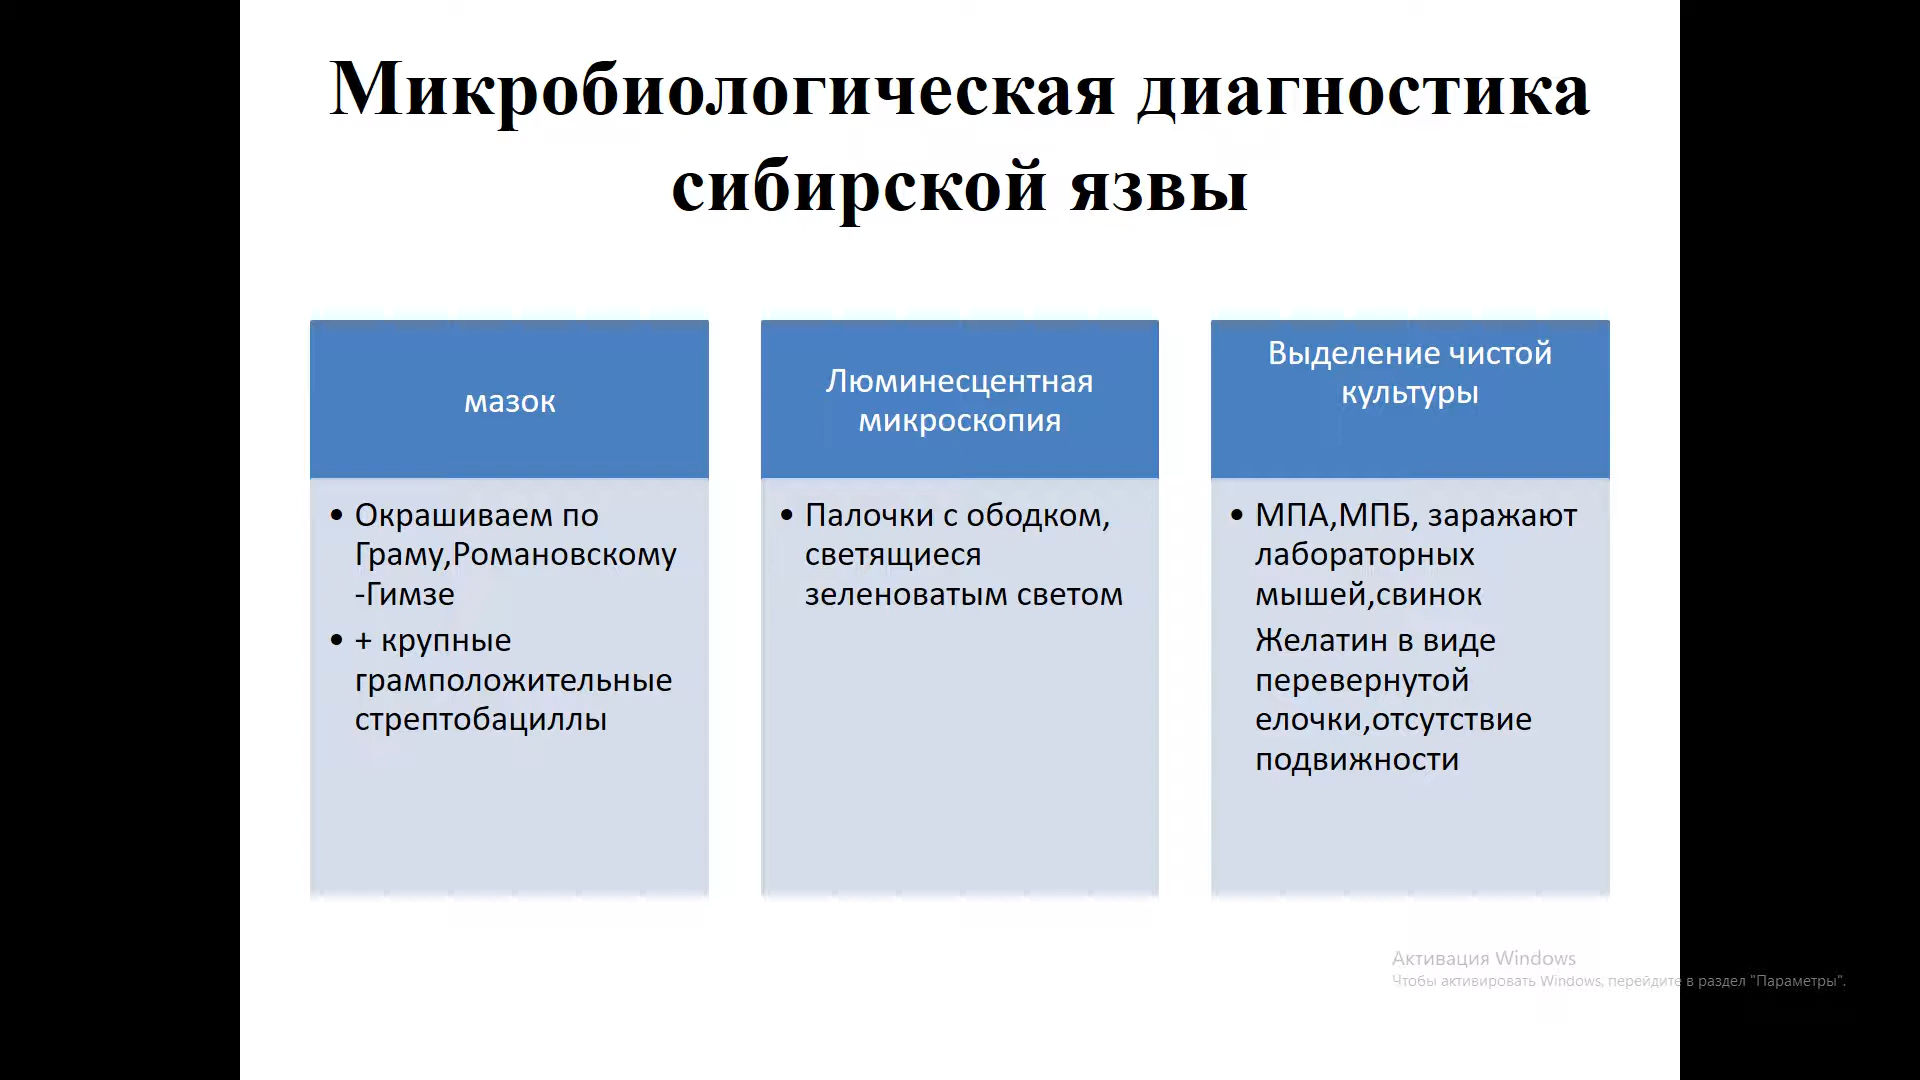 Микробиологическая диагностика
сибирской язвы
мазок
• Окрашиваем по
Граму,Романовскому
-Гимзе
• + крупные
грамположительные
стрептобациллы
Люминесцентная
микроскопия
• Палочки с ободком,
светящиеся
зеленоватым светом
Выделение чистой
культуры
• МПА,МПБ, заражают
лабораторных
мышей,свинок
Желатин в виде
перевернутой
елочки,отсутствие
подвижности
Активация Windows
Чтобы активировать Windows, перейдите в раздел "Параметры".